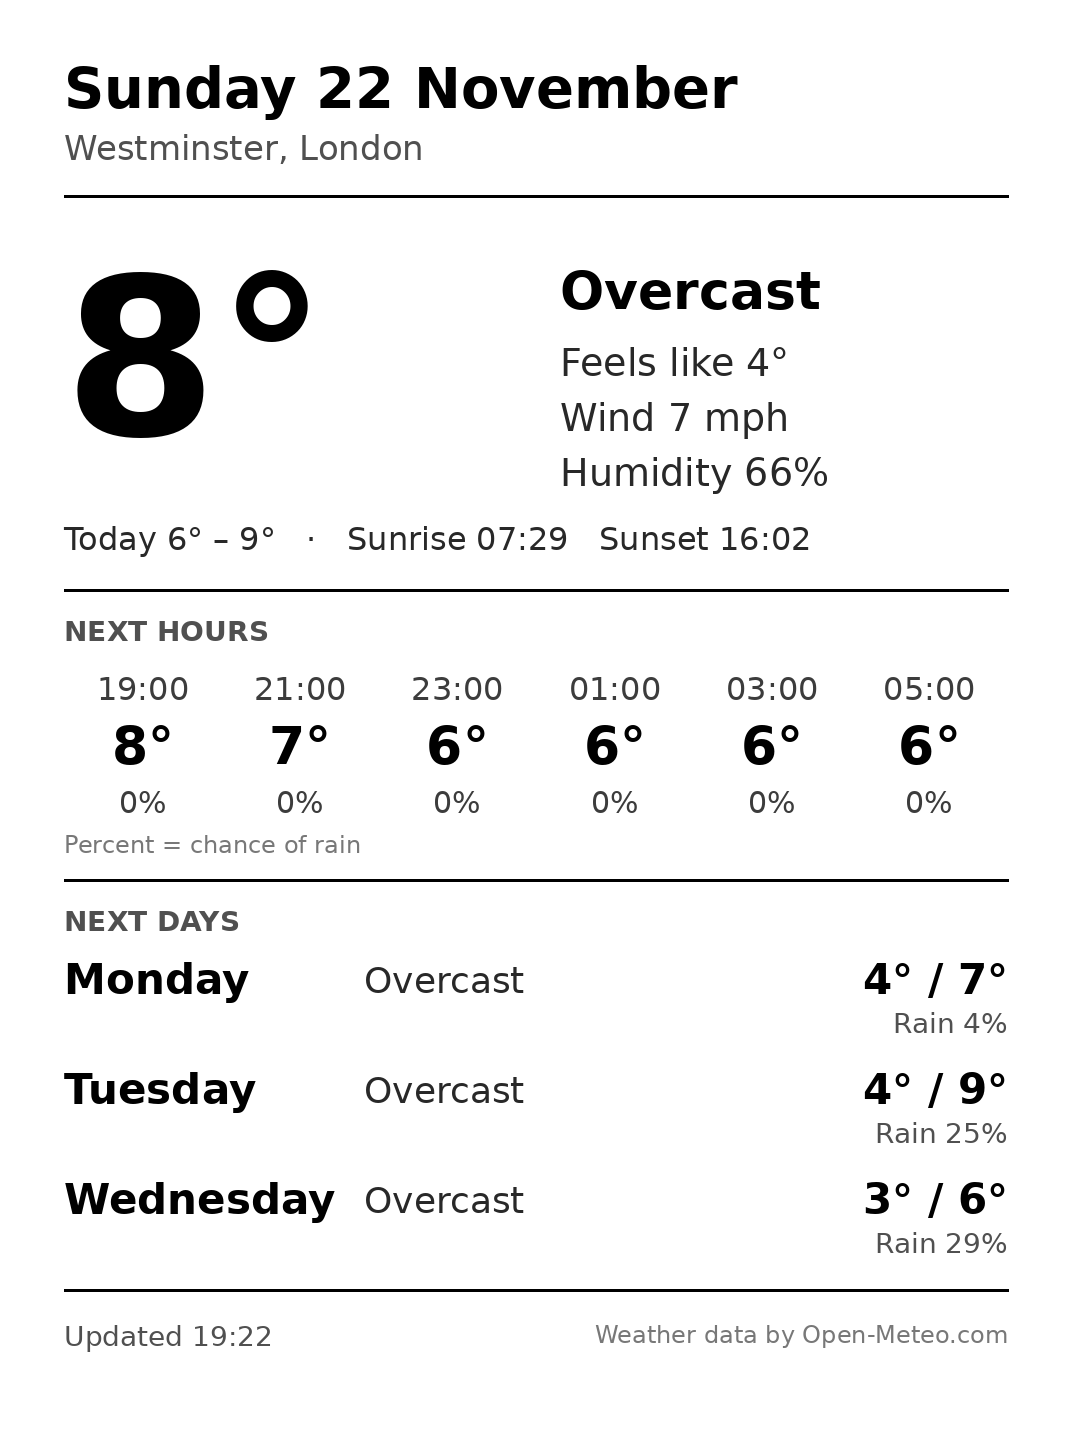 Sunday 22 November
Westminster, London
8°
Overcast
Feels like 4°
Wind 7 mph
Humidity 66%
Today 6° – 9° · Sunrise 07:29 Sunset 16:02
NEXT HOURS
19:00 21:00 23:00 01:00 03:00 05:00
8° 7° 6° 6° 6° 6°
0% 0% 0% 0% 0% 0%
Percent = chance of rain
NEXT DAYS
Monday Overcast 4° / 7°
Rain 4%
Tuesday Overcast 4° / 9°
Rain 25%
Wednesday Overcast 3° / 6°
Rain 29%
Updated 19:22 Weather data by Open-Meteo.com